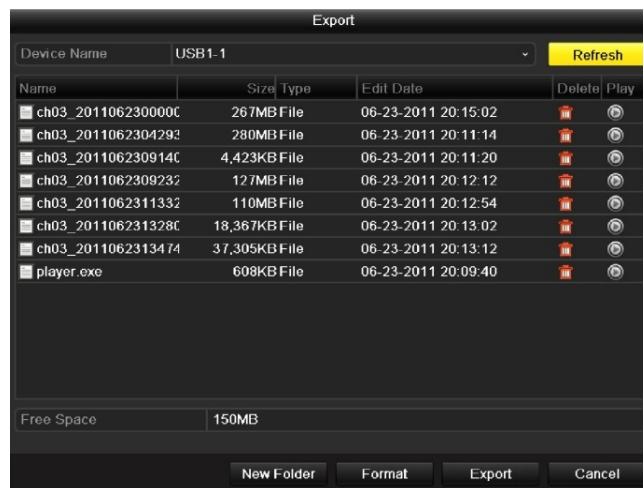 Export
Device Name USB1-1 Refresh
Name Size Type Edit Date Delete Play
ch03_2011062300000 267MB File 06-23-2011 20:15:02
ch03_2011062304293 280MB File 06-23-2011 20:11:14
ch03_2011062309140 4,423KB File 06-23-2011 20:11:20
ch03_2011062309232 127MB File 06-23-2011 20:12:12
ch03_2011062311332 110MB File 06-23-2011 20:12:54
ch03_2011062313280 18,367KB File 06-23-2011 20:13:02
ch03_2011062313474 37,305KB File 06-23-2011 20:13:12
player.exe 608KB File 06-23-2011 20:09:40
Free Space 150MB
New Folder Format Export Cancel